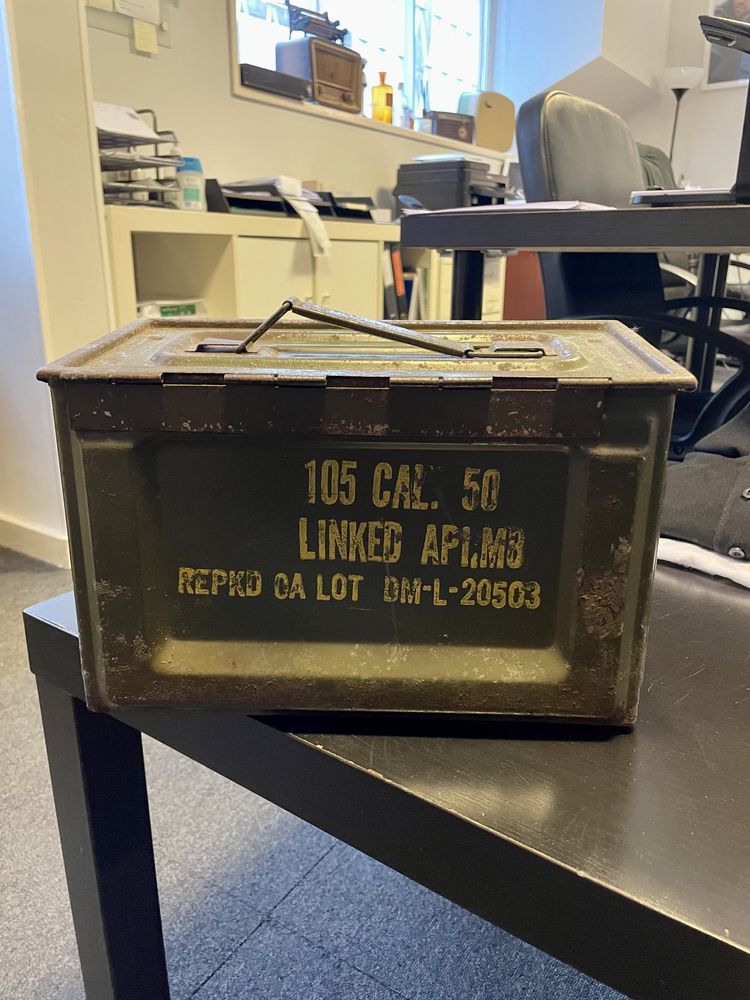 105 CAL. 50
LINKED API,M8
REPKD OA LOT DM-L-20503